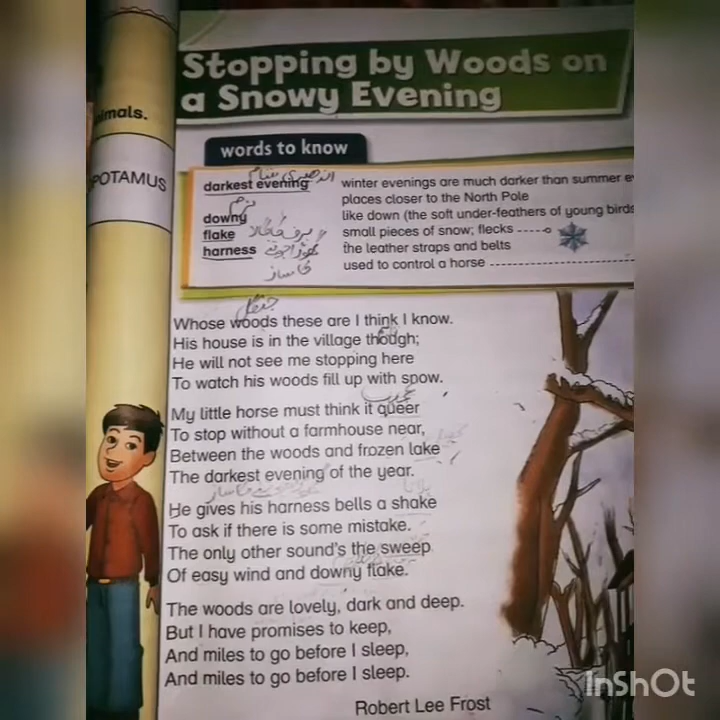 nimals.
POTAMUS
Stopping by Woods on
a Snowy Evening
words to know
darkest evening winter evenings are much darker than summer e
places closer to the North Pole
downy like down (the soft under-feathers of young birds
نرم
flake small pieces of snow; flecks
harness the leather straps and belts
used to control a horse
جنگل
Whose woods these are I think I know.
His house is in the village though;
He will not see me stopping here
To watch his woods fill up with snow.
My little horse must think it queer
To stop without a farmhouse near,
Between the woods and frozen lake
The darkest evening of the year.
He gives his harness bells a shake
To ask if there is some mistake.
The only other sound's the sweep
Of easy wind and downy flake.
The woods are lovely, dark and deep.
But I have promises to keep,
And miles to go before I sleep,
And miles to go before I sleep.
Robert Lee Frost
InShOt